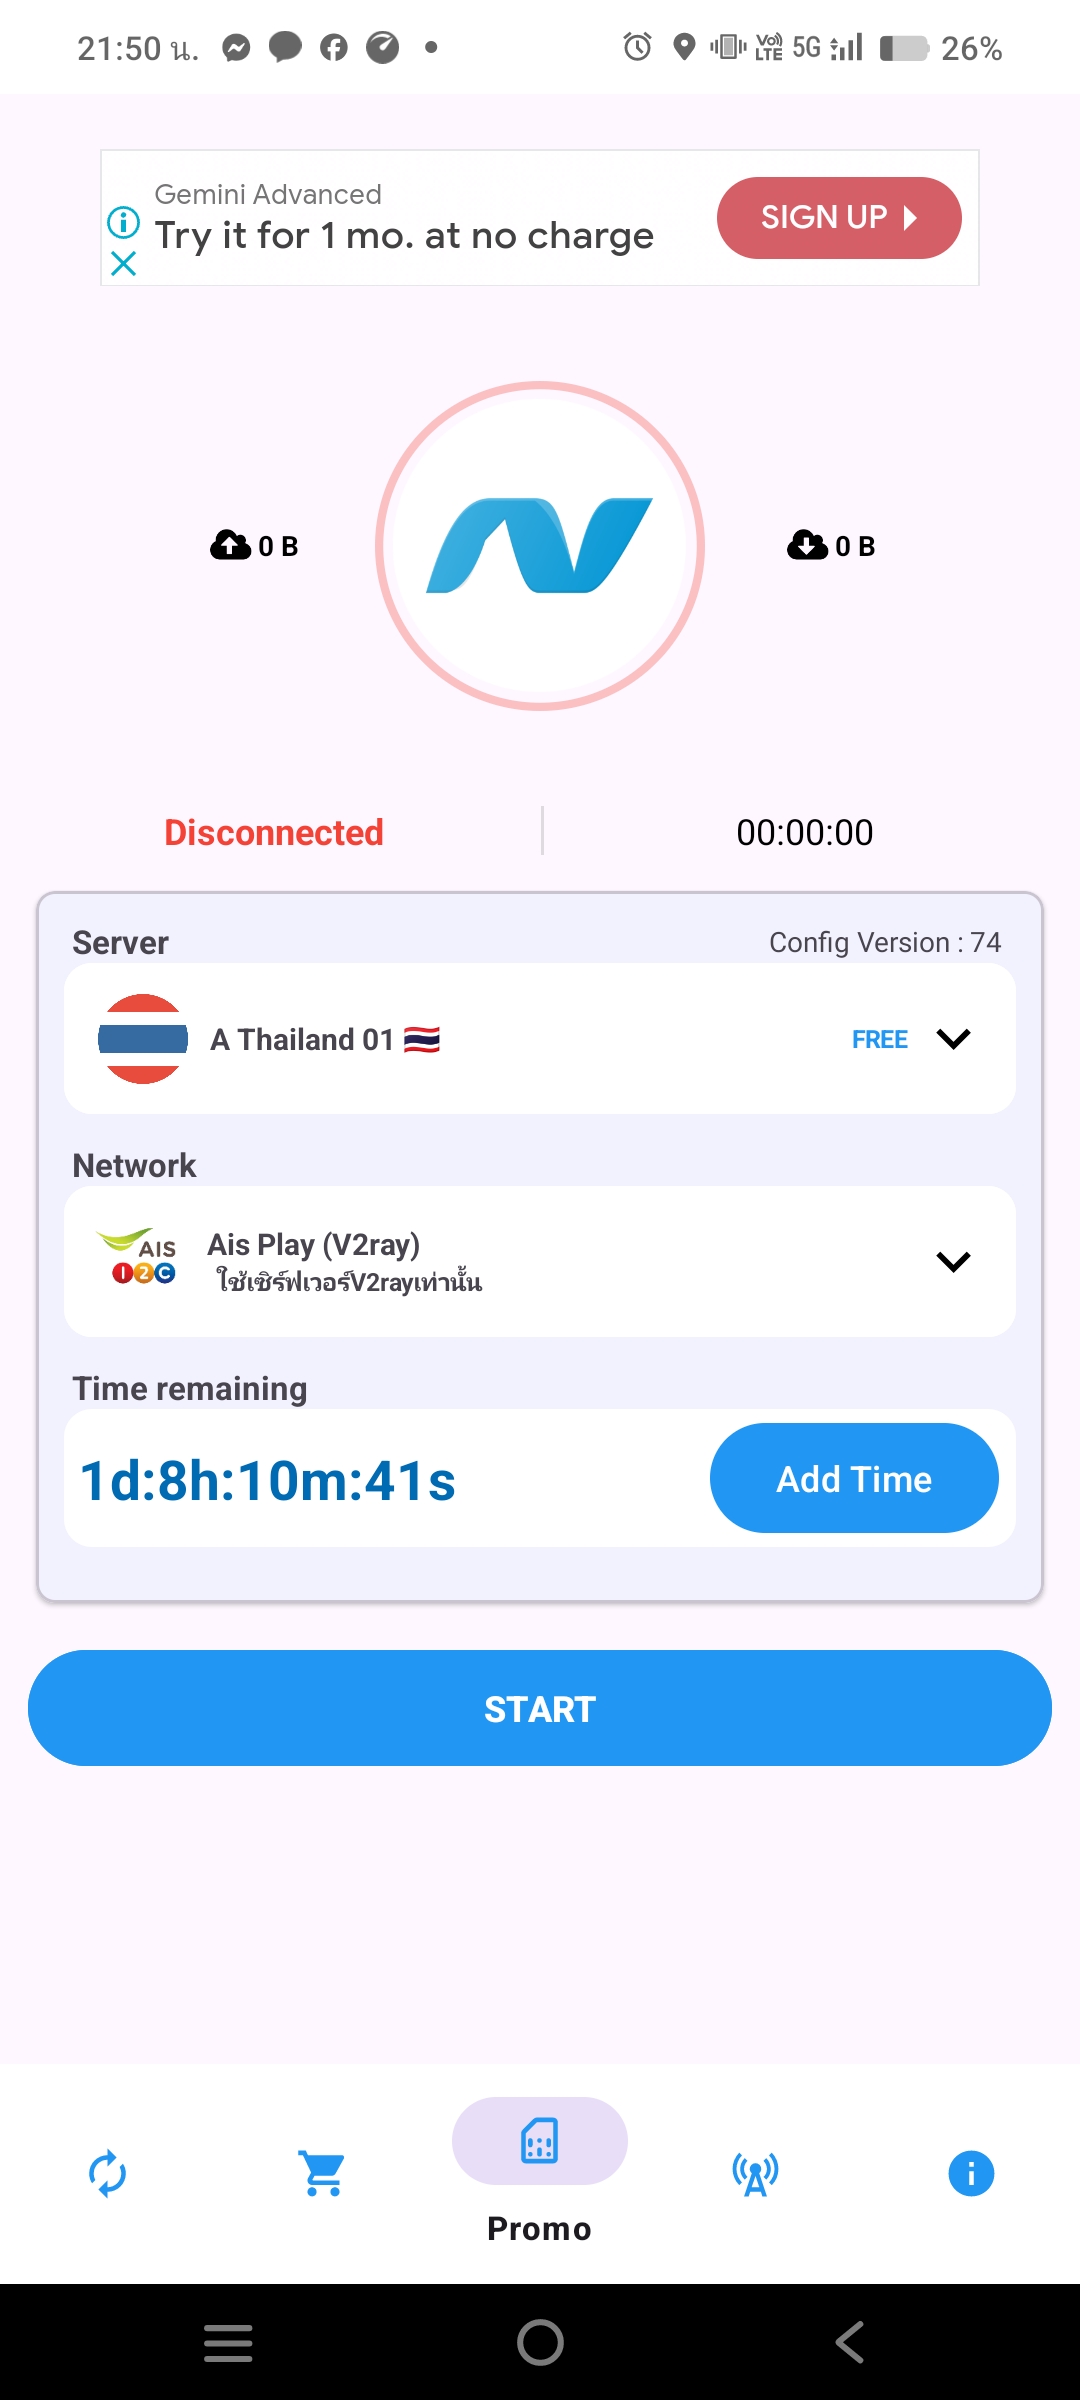 21:50 น.
Vo)) LTE 5G 26%
Gemini Advanced
Try it for 1 mo. at no charge
SIGN UP
0 B
0 B
Disconnected
00:00:00
Server
Config Version : 74
A Thailand 01
FREE
Network
AIS
12C
Ais Play (V2ray)
ใช้เซิร์ฟเวอร์V2rayเท่านั้น
Time remaining
1d:8h:10m:41s
Add Time
START
Promo